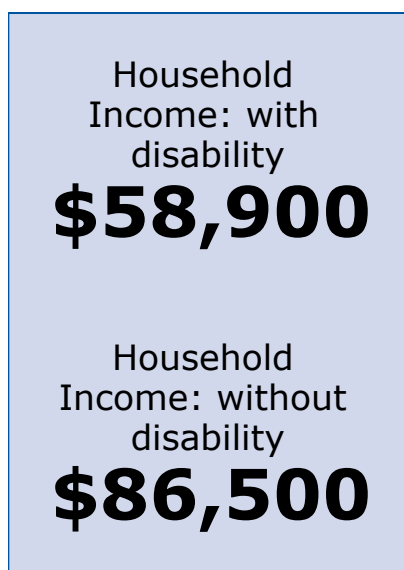 Household
Income: with
disability
$58,900
Household
Income: without
disability
$86,500